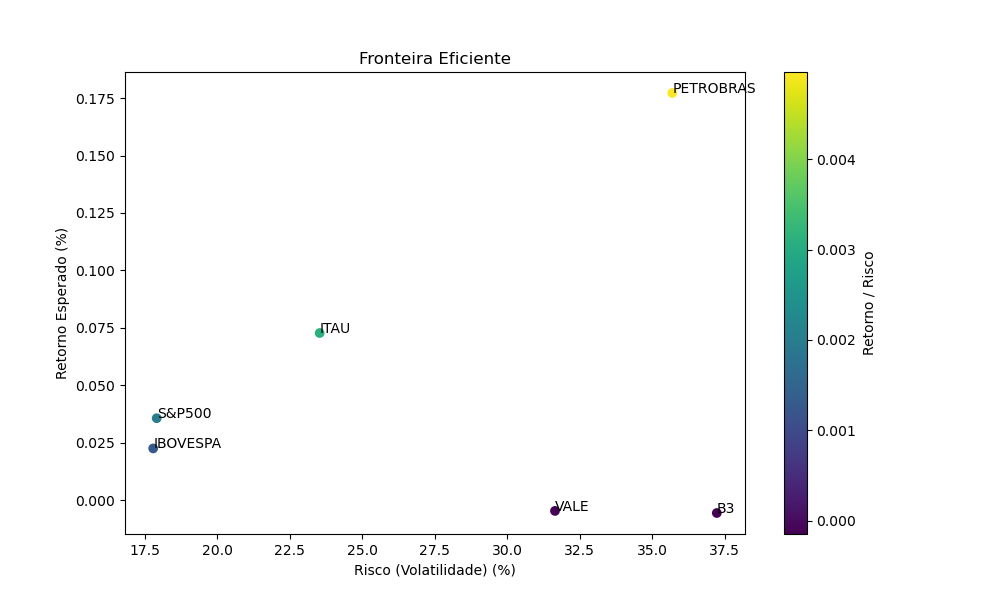 Fronteira Eficiente
Retorno Esperado (%)
0.175
0.150
0.125
0.100
0.075
0.050
0.025
0.000
PETROBRAS
ITAU
S&P500
IBOVESPA
VALE
B3
17.5 20.0 22.5 25.0 27.5 30.0 32.5 35.0 37.5
Risco (Volatilidade) (%)
0.004
0.003
0.002
0.001
0.000
Retorno / Risco